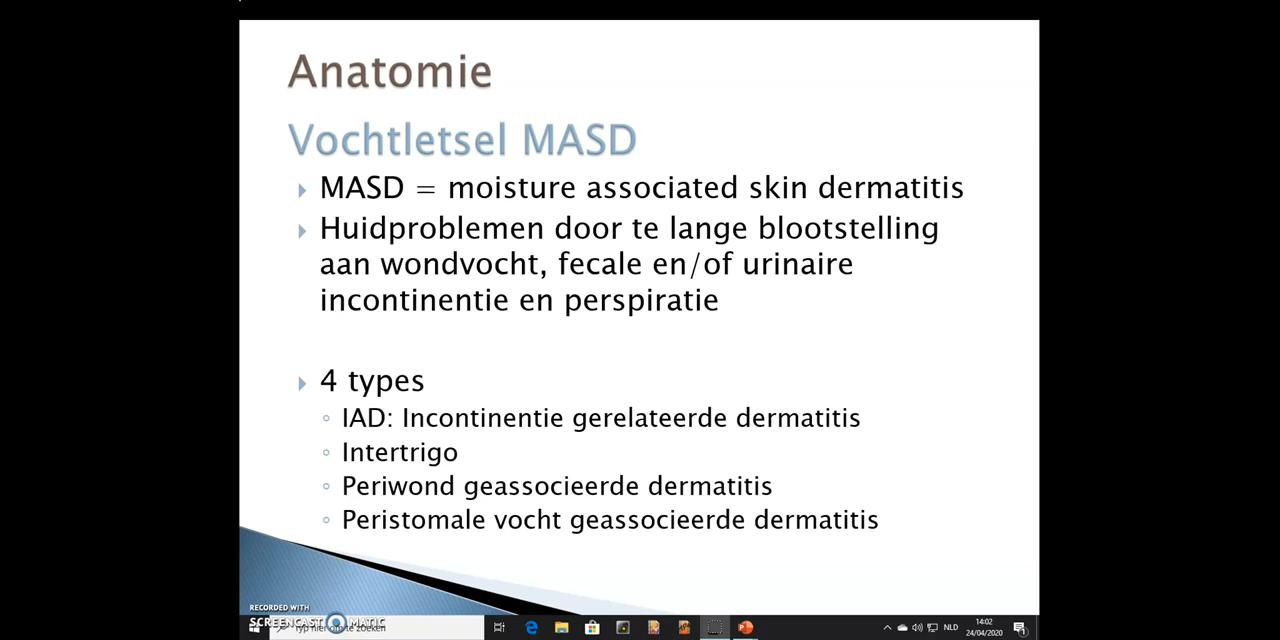 Anatomie
Vochtletsel MASD
MASD = moisture associated skin dermatitis
Huidproblemen door te lange blootstelling
aan wondvocht, fecale en/of urinaire
incontinentie en perspiratie
4 types
IAD: Incontinentie gerelateerde dermatitis
Intertrigo
Periwond geassocieerde dermatitis
Peristomale vocht geassocieerde dermatitis
RECORDED WITH
SCREENCAST MATIC
Typ hier om te zoeken
NLD
14:02
24/04/2020